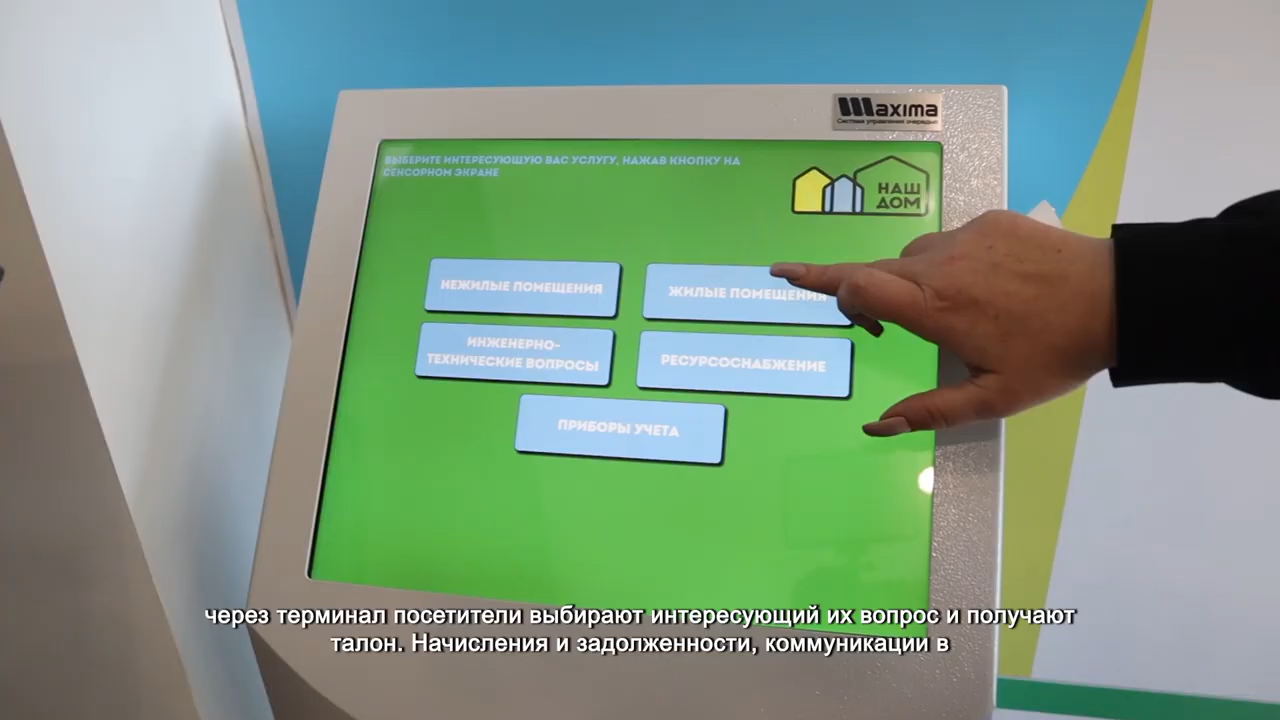 Maxima
Система управления очередью
ВЫБЕРИТЕ ИНТЕРЕСУЮЩУЮ ВАС УСЛУГУ, НАЖАВ КНОПКУ НА
СЕНСОРНОМ ЭКРАНЕ
НАШ
ДОМ
НЕЖИЛЫЕ ПОМЕЩЕНИЯ
ЖИЛЫЕ ПОМЕЩЕНИЯ
ИНЖЕНЕРНО-
ТЕХНИЧЕСКИЕ ВОПРОСЫ
РЕСУРСОСНАБЖЕНИЕ
ПРИБОРЫ УЧЕТА
через терминал посетители выбирают интересующий их вопрос и получают
талон. Начисления и задолженности, коммуникации в